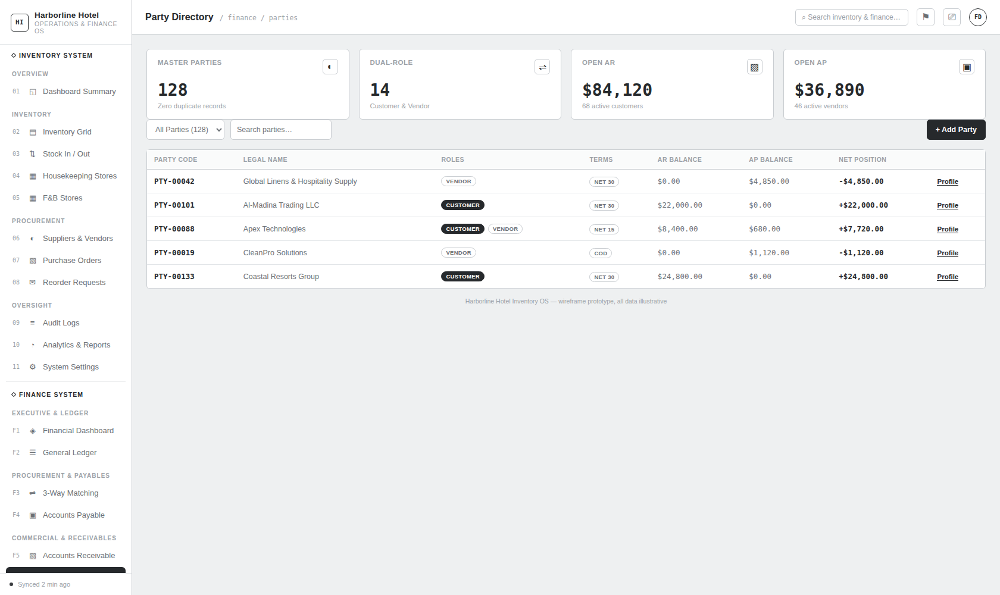 HI
Harborline Hotel
OPERATIONS & FINANCE
OS
INVENTORY SYSTEM
OVERVIEW
01 Dashboard Summary
INVENTORY
02 Inventory Grid
03 Stock In / Out
04 Housekeeping Stores
05 F&B Stores
PROCUREMENT
06 Suppliers & Vendors
07 Purchase Orders
08 Reorder Requests
OVERSIGHT
09 Audit Logs
10 Analytics & Reports
11 System Settings
FINANCE SYSTEM
EXECUTIVE & LEDGER
F1 Financial Dashboard
F2 General Ledger
PROCUREMENT & PAYABLES
F3 3-Way Matching
F4 Accounts Payable
COMMERCIAL & RECEIVABLES
F5 Accounts Receivable
Synced 2 min ago
Party Directory / finance / parties
Search inventory & finance…
FD
MASTER PARTIES
128
Zero duplicate records
DUAL-ROLE
14
Customer & Vendor
OPEN AR
$84,120
68 active customers
OPEN AP
$36,890
46 active vendors
All Parties (128)
Search parties…
+ Add Party
PARTY CODE LEGAL NAME ROLES TERMS AR BALANCE AP BALANCE NET POSITION
PTY-00042 Global Linens & Hospitality Supply VENDOR NET 30 $0.00 $4,850.00 -$4,850.00 Profile
PTY-00101 Al-Madina Trading LLC CUSTOMER NET 30 $22,000.00 $0.00 +$22,000.00 Profile
PTY-00088 Apex Technologies CUSTOMER VENDOR NET 15 $8,400.00 $680.00 +$7,720.00 Profile
PTY-00019 CleanPro Solutions VENDOR COD $0.00 $1,120.00 -$1,120.00 Profile
PTY-00133 Coastal Resorts Group CUSTOMER NET 30 $24,800.00 $0.00 +$24,800.00 Profile
Harborline Hotel Inventory OS — wireframe prototype, all data illustrative